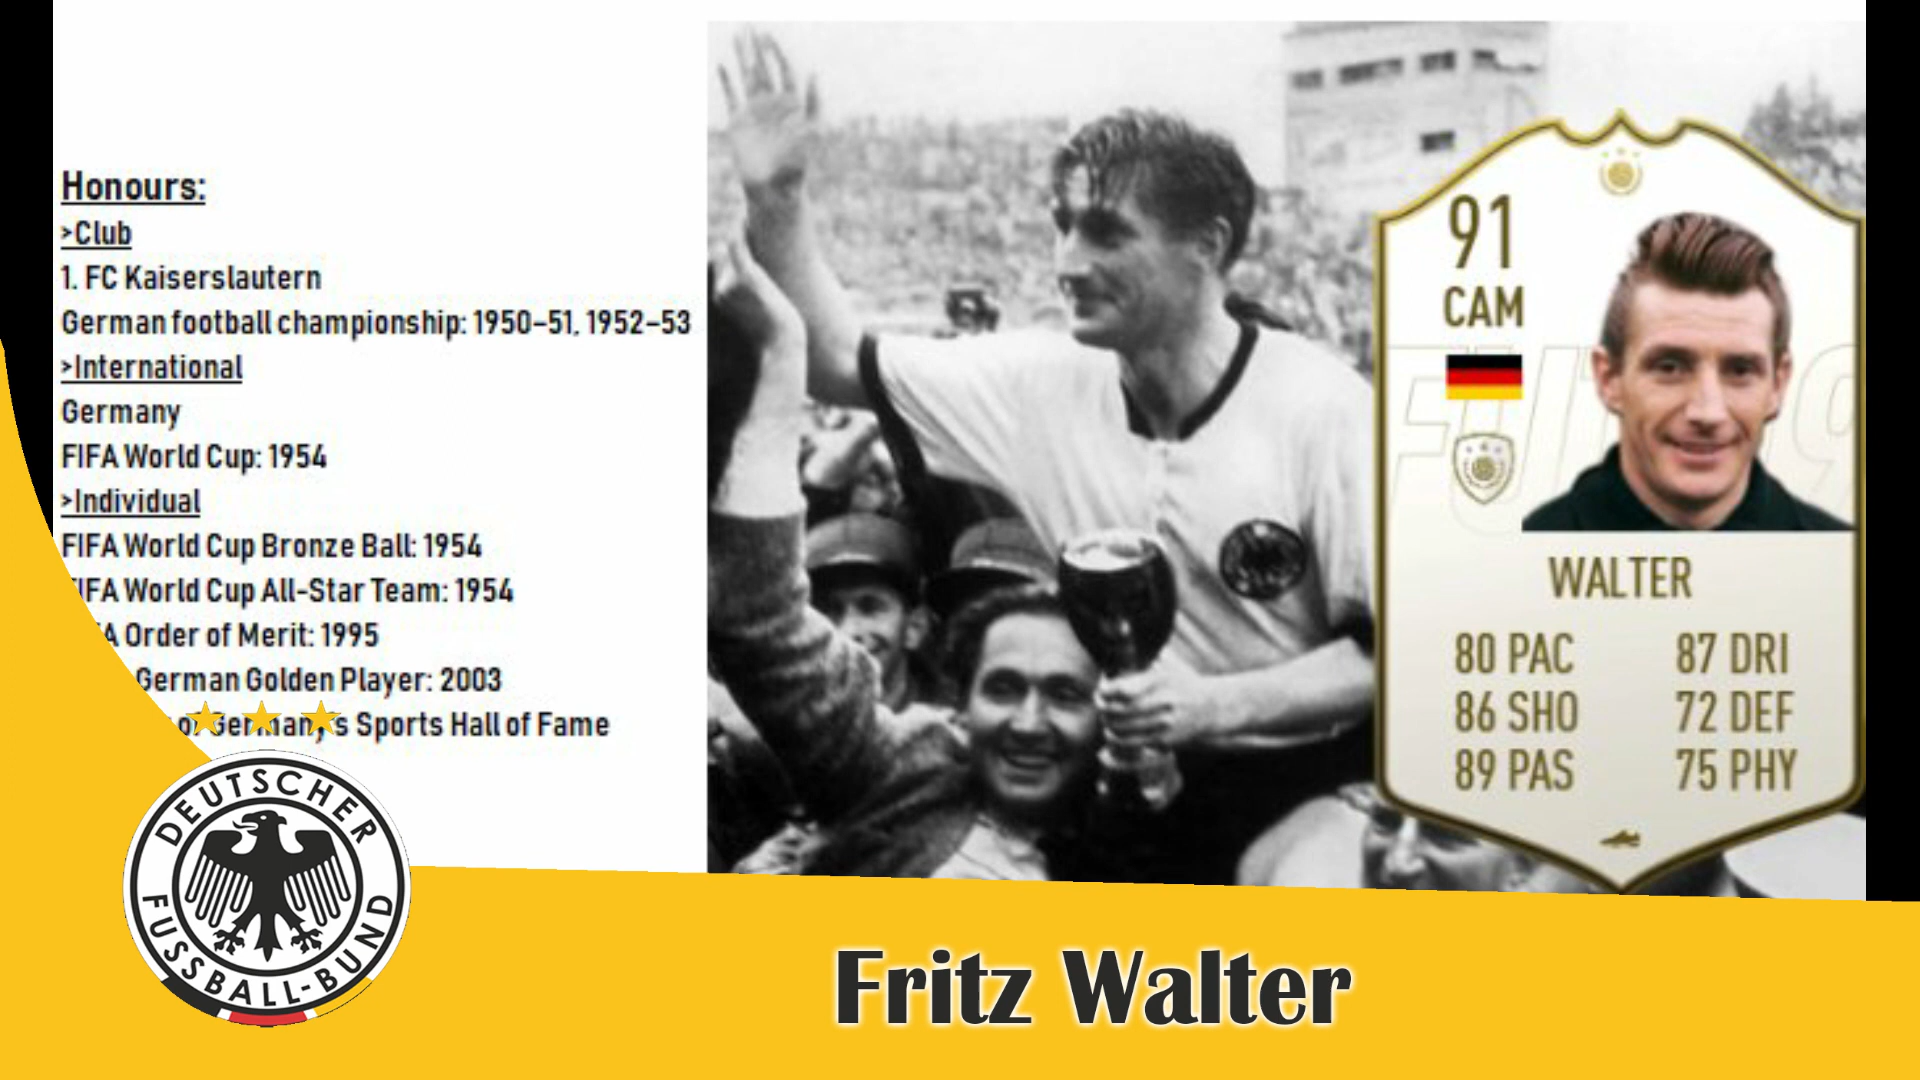 Honours:
>Club
1. FC Kaiserslautern
German football championship: 1950–51, 1952–53
>International
Germany
FIFA World Cup: 1954
>Individual
FIFA World Cup Bronze Ball: 1954
IFA World Cup All-Star Team: 1954
A Order of Merit: 1995
German Golden Player: 2003
of Germany's Sports Hall of Fame
91
CAM
WALTER
80 PAC 87 DRI
86 SHO 72 DEF
89 PAS 75 PHY
DEUTSCHER
FUSSBALL-BUND
Fritz Walter